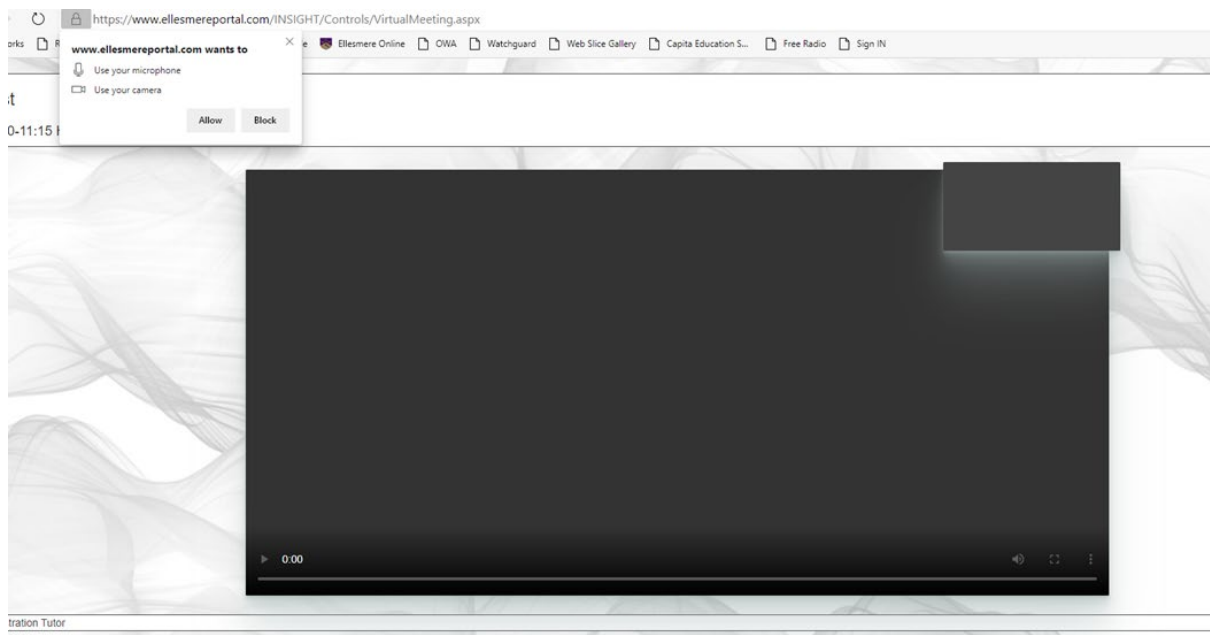 https://www.ellesmereportal.com/INSIGHT/Controls/VirtualMeeting.aspx
orks R e Ellesmere Online OWA Watchguard Web Slice Gallery Capita Education S... Free Radio Sign IN
www.ellesmereportal.com wants to
Use your microphone
Use your camera
Allow Block
st
0-11:15 H
0:00
tration Tutor